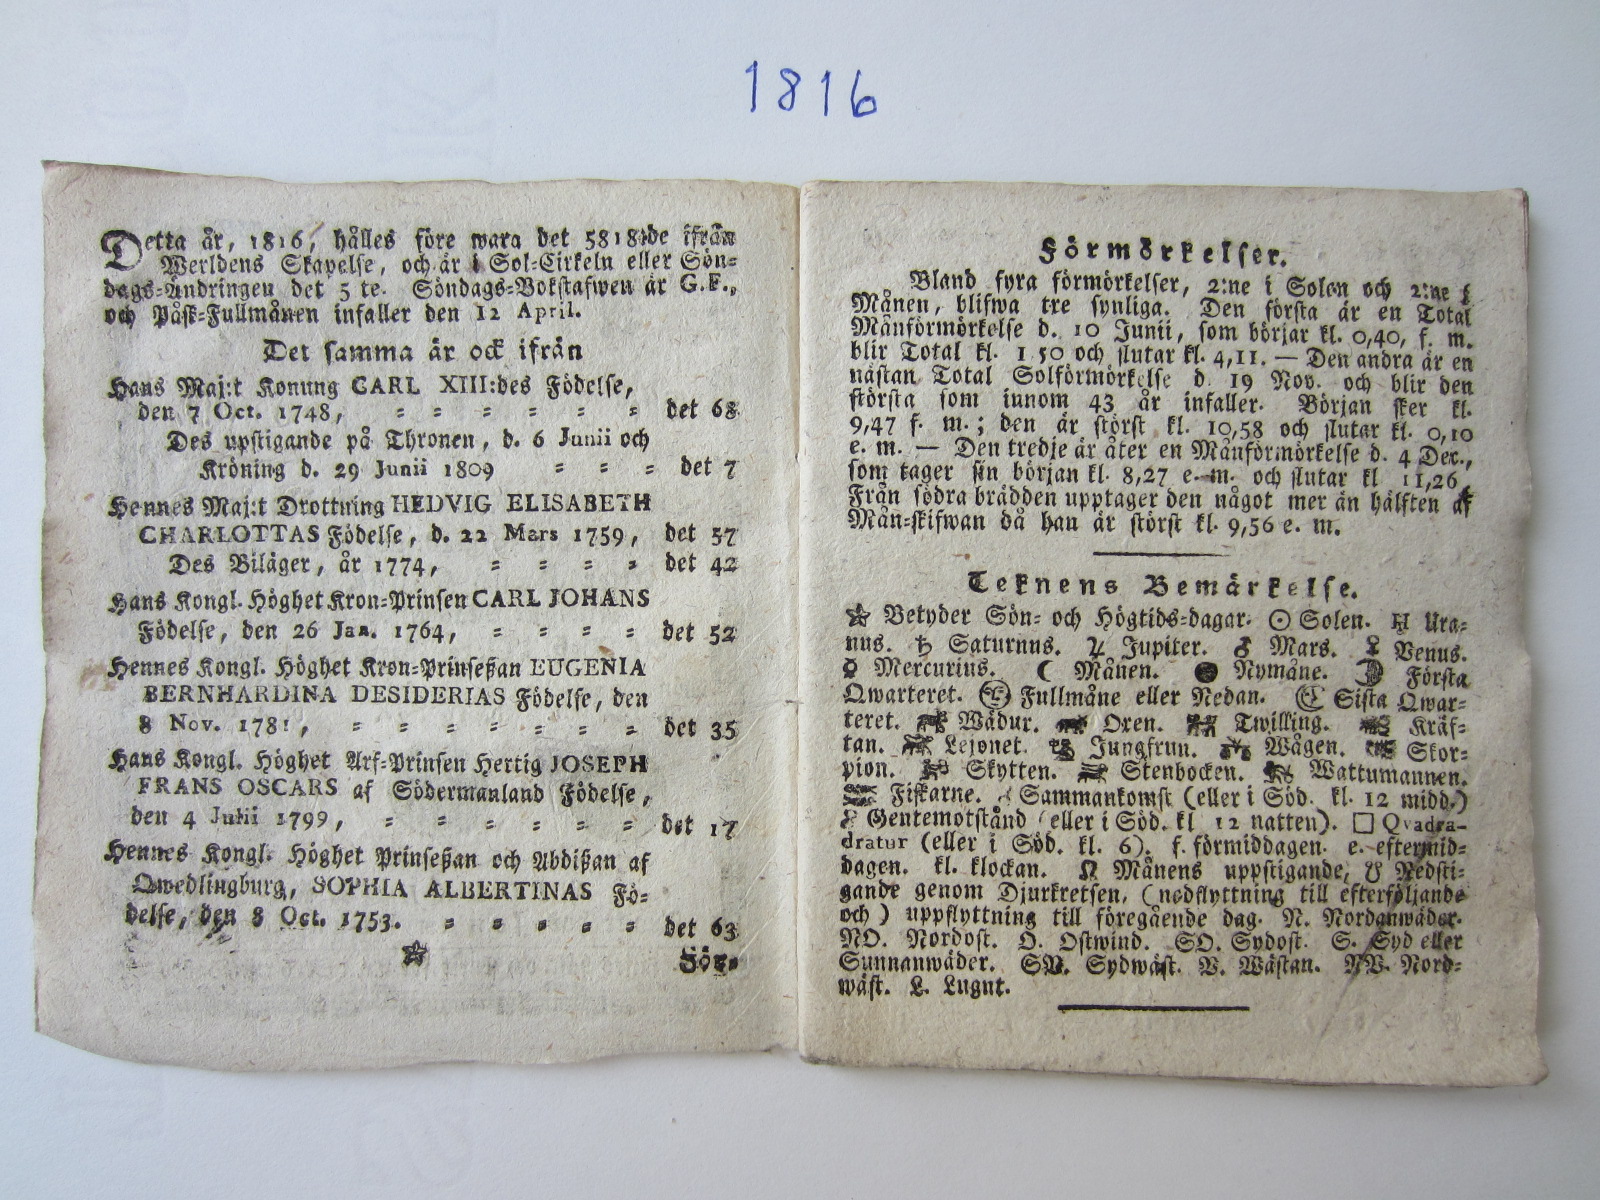 1816
Detta år, 1816, hålles före wara det 5818:de ifrån
Werldens Skapelse, och är i Sol-Cirkeln eller Sön-
dags-Ändringen det 5 te. Söndags-Bokstafwen är G.F.,
och Påsk-Fullmånen infaller den 12 April.
Det samma är ock ifrån
Hans Maj:t Konung CARL XIII:des Födelse,
den 7 Oct. 1748, = = = = = = det 68
Des upstigande på Thronen, d. 6 Junii och
Kröning d. 29 Junii 1809 = = = det 7
Hennes Maj:t Drottning HEDVIG ELISABETH
CHARLOTTAS Födelse, d. 22 Mars 1759, det 57
Des Biläger, år 1774, = = = = det 42
Hans Kongl. Höghet Kron-Prinsen CARL JOHANS
Födelse, den 26 Jan. 1764, = = = = det 52
Hennes Kongl. Höghet Kron-Prinseßan EUGENIA
BERNHARDINA DESIDERIAS Födelse, den
8 Nov. 1781, = = = = = = = det 35
Hans Kongl. Höghet Arf-Prinsen Hertig JOSEPH
FRANS OSCARS af Södermanland Födelse,
den 4 Julii 1799, = = = = = = det 17
Hennes Kongl. Höghet Prinseßan och Abdißan af
Qwedlingburg, SOPHIA ALBERTINAS Fö-
delse, den 8 Oct. 1753. = = = = = det 63
För-
Förmörkelser.
Bland fyra förmörkelser, 2:ne i Solen och 2:ne i
Månen, blifwa tre synliga. Den första är en Total
Månförmörkelse d. 10 Junii, som börjar kl. 0,40, f. m.
blir Total kl. 1 50 och slutar kl. 4,11. — Den andra är en
nästan Total Solförmörkelse d. 19 Nov. och blir den
största som innom 43 år infaller. Början sker kl.
9,47 f. m.; den är störst kl. 10,58 och slutar kl. 0,10
e. m. — Den tredje är åter en Månförmörkelse d. 4 Dec.,
som tager sin början kl. 8,27 e. m. och slutar kl 11,26
Från södra brädden upptager den något mer än hälften af
Mån-skifwan då han är störst kl. 9,56 e. m.
Teknens Bemärkelse.
☆ Betyder Sön- och Högtids-dagar. ☉ Solen. ♅ Ura-
nus. ♄ Saturnus. ♃ Jupiter. ♂ Mars. ♀ Venus.
☿ Mercurius. ☾ Månen. ● Nymåne. Första
Qwarteret. Fullmåne eller Nedan. Sista Qwar-
teret. Wädur. Oxen. Twilling. Kräf-
tan. Lejonet. Jungfrun. Wågen. Skor-
pion. Skytten. Stenbocken. Wattumannen.
Fiskarne. Sammankomst (eller i Söd. kl. 12 midd.)
☍ Gentemotstånd (eller i Söd. kl 12 natten). □ Qvadra-
dratur (eller i Söd. kl. 6). f. förmiddagen. e. eftermid-
dagen. kl. klockan. ☊ Månens uppstigande, ☋ Nedsti-
gande genom Djurkretsen, (nedflyttning till efterföljande
och ) uppflyttning till föregående dag. N. Nordanwäder.
NO. Nordost. O. Ostwind. SO. Sydost. S. Syd eller
Sunnanwäder. SV. Sydwäst. V. Wästan. NV. Nord-
wäst. L. Lugnt.